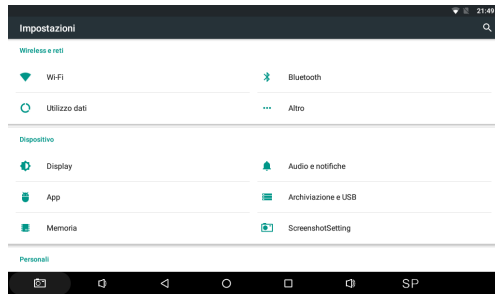 21:49
Impostazioni
Wireless e reti
Wi-Fi
Bluetooth
Utilizzo dati
Altro
Dispositivo
Display
Audio e notifiche
App
Archiviazione e USB
Memoria
ScreenshotSetting
Personali
SP